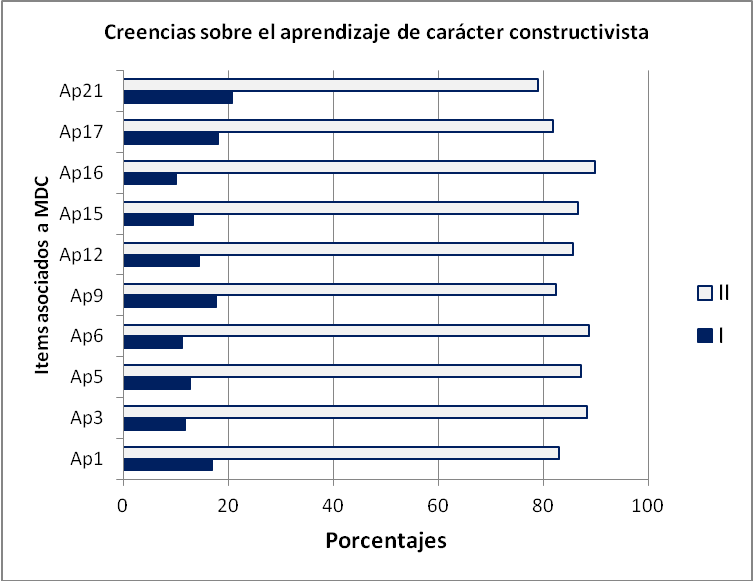 Creencias sobre el aprendizaje de carácter constructivista
Items asociados a MDC
Ap21
Ap17
Ap16
Ap15
Ap12
Ap9
Ap6
Ap5
Ap3
Ap1
0 20 40 60 80 100
Porcentajes
II
I